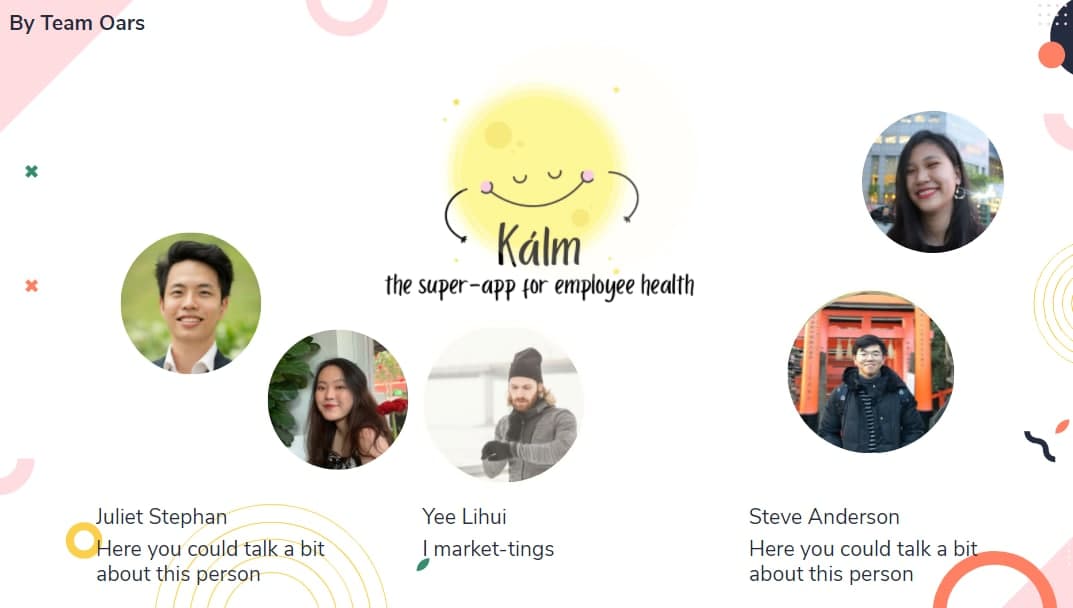 By Team Oars
Kálm
the super-app for employee health
Juliet Stephan
Here you could talk a bit
about this person
Yee Lihui
I market-tings
Steve Anderson
Here you could talk a bit
about this person